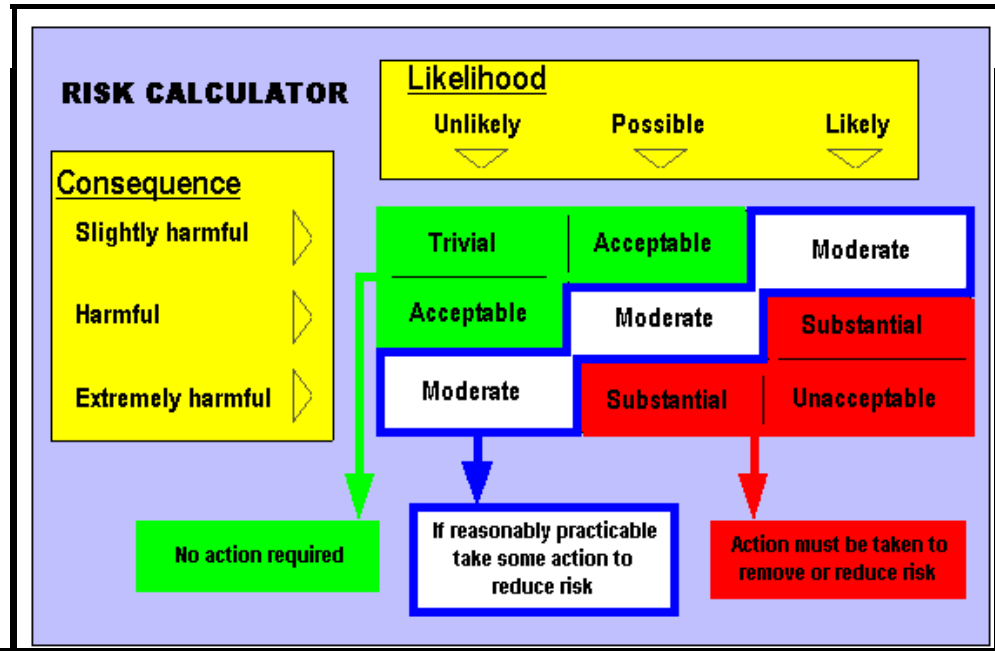 RISK CALCULATOR
Likelihood
Unlikely Possible Likely
Consequence
Slightly harmful
Harmful
Extremely harmful
Trivial Acceptable Moderate
Acceptable Moderate Substantial
Moderate Substantial Unacceptable
No action required
If reasonably practicable
take some action to
reduce risk
Action must be taken to
remove or reduce risk